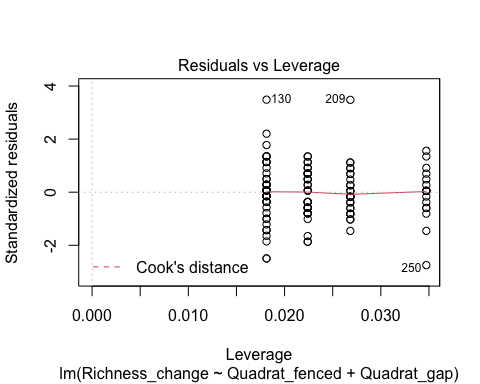 Residuals vs Leverage
Standardized residuals
4
2
0
-2
130
209
250
Cook's distance
0.000
0.010
0.020
0.030
Leverage
lm(Richness_change ~ Quadrat_fenced + Quadrat_gap)